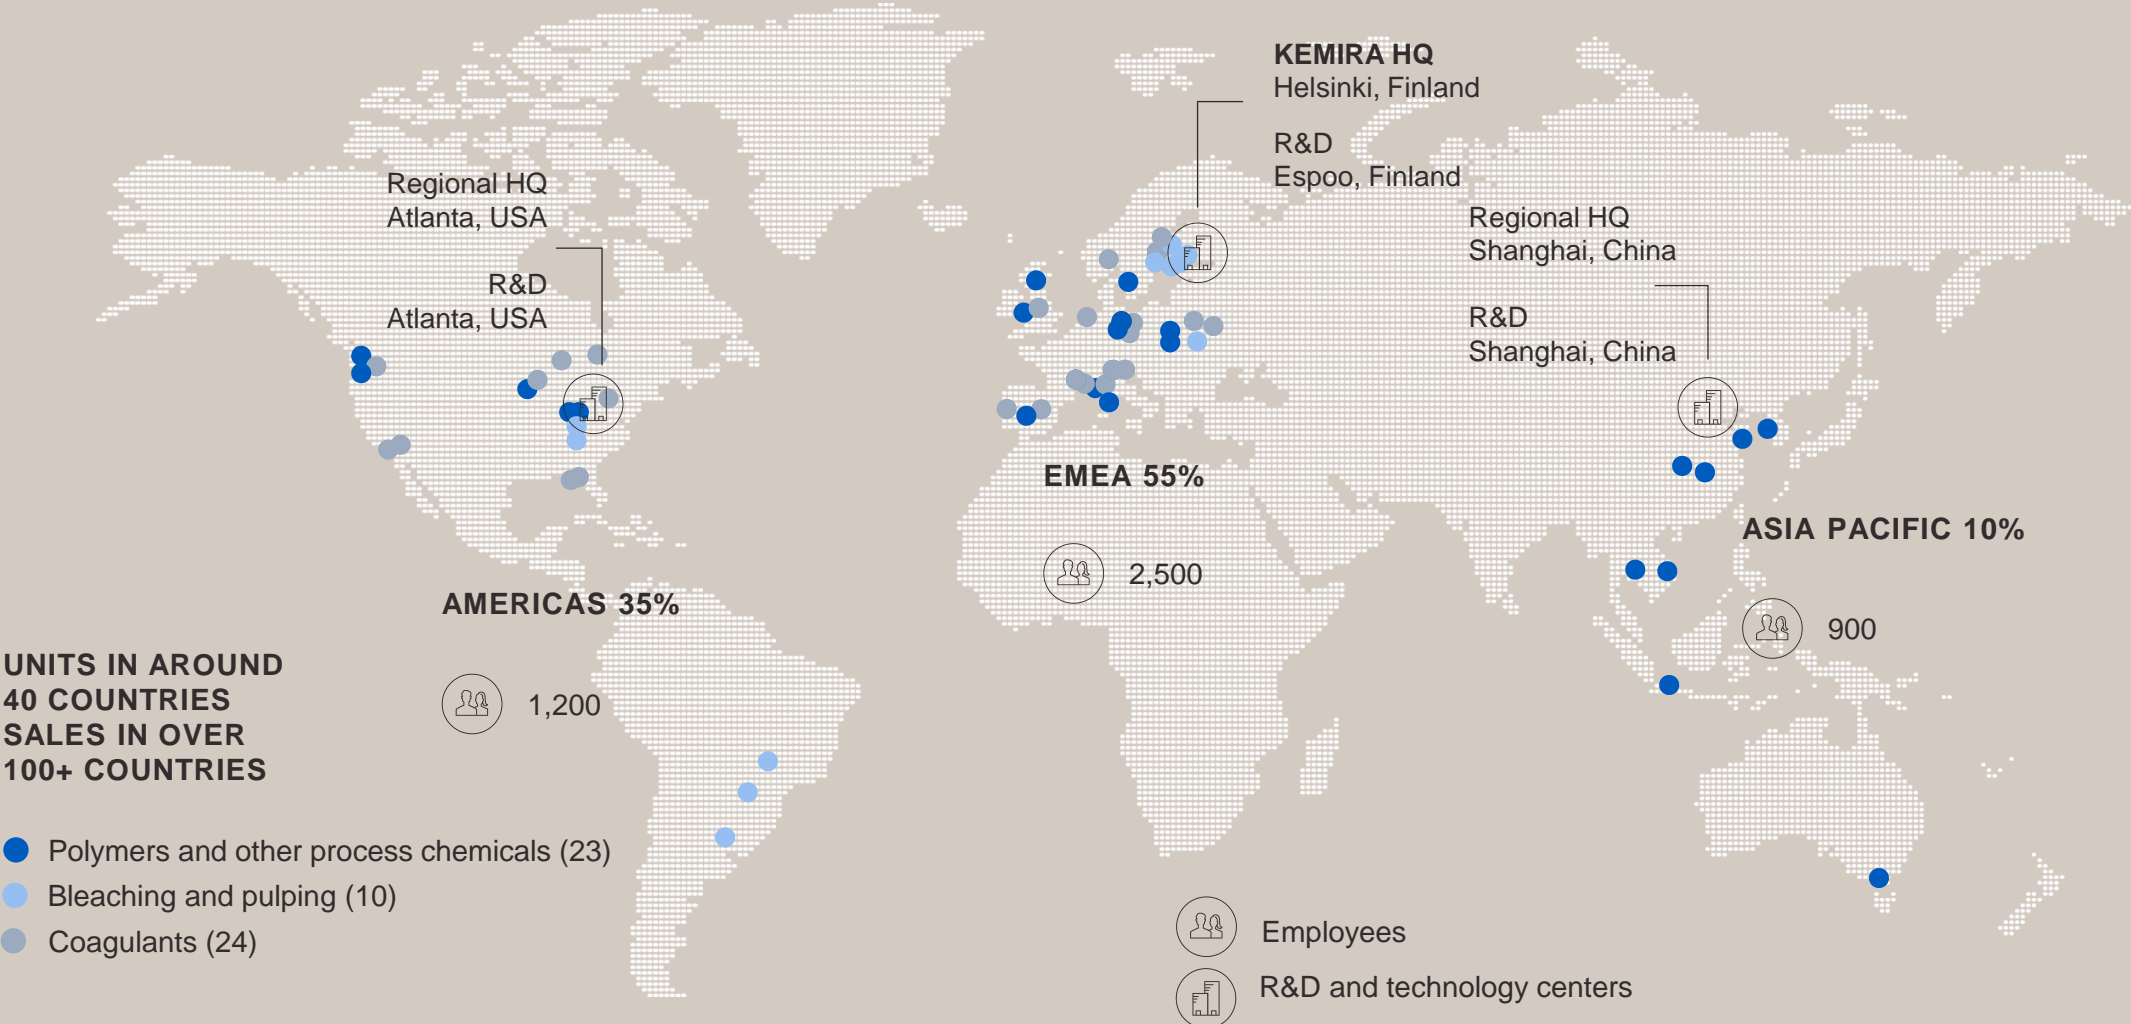 KEMIRA HQ
Helsinki, Finland
R&D
Espoo, Finland
Regional HQ
Atlanta, USA
R&D
Atlanta, USA
Regional HQ
Shanghai, China
R&D
Shanghai, China
EMEA 55%
2,500
ASIA PACIFIC 10%
900
AMERICAS 35%
1,200
UNITS IN AROUND
40 COUNTRIES
SALES IN OVER
100+ COUNTRIES
Polymers and other process chemicals (23)
Bleaching and pulping (10)
Coagulants (24)
Employees
R&D and technology centers